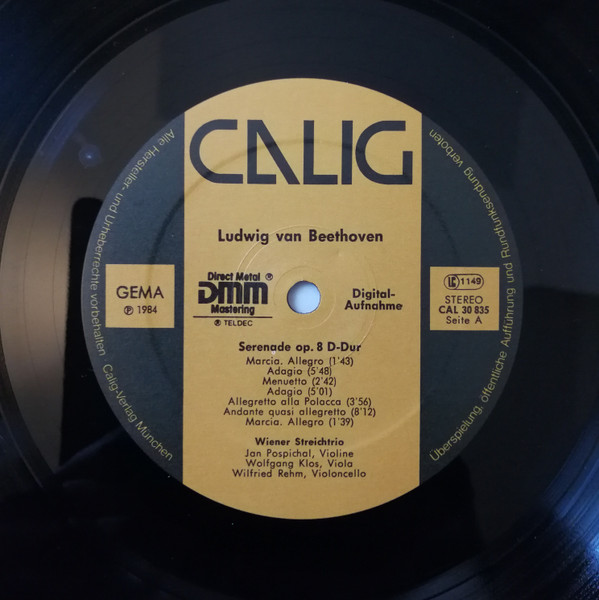 CALIG
Ludwig van Beethoven
GEMA
℗ 1984
Direct Metal ®
DMM
Mastering
® TELDEC
Digital-
Aufnahme
LC 1149
STEREO
CAL 30 835
Seite A
Serenade op. 8 D-Dur
Marcia. Allegro (1'43)
Adagio (5'48)
Menuetto (2'42)
Adagio (5'01)
Allegretto alla Polacca (3'56)
Andante quasi allegretto (8'12)
Marcia. Allegro (1'39)
Wiener Streichtrio
Jan Pospichal, Violine
Wolfgang Klos, Viola
Wilfried Rehm, Violoncello
Alle Hersteller- und Urheberrechte vorbehalten Calig-Verlag München
Überspielung, öffentliche Aufführung und Rundfunksendung verboten